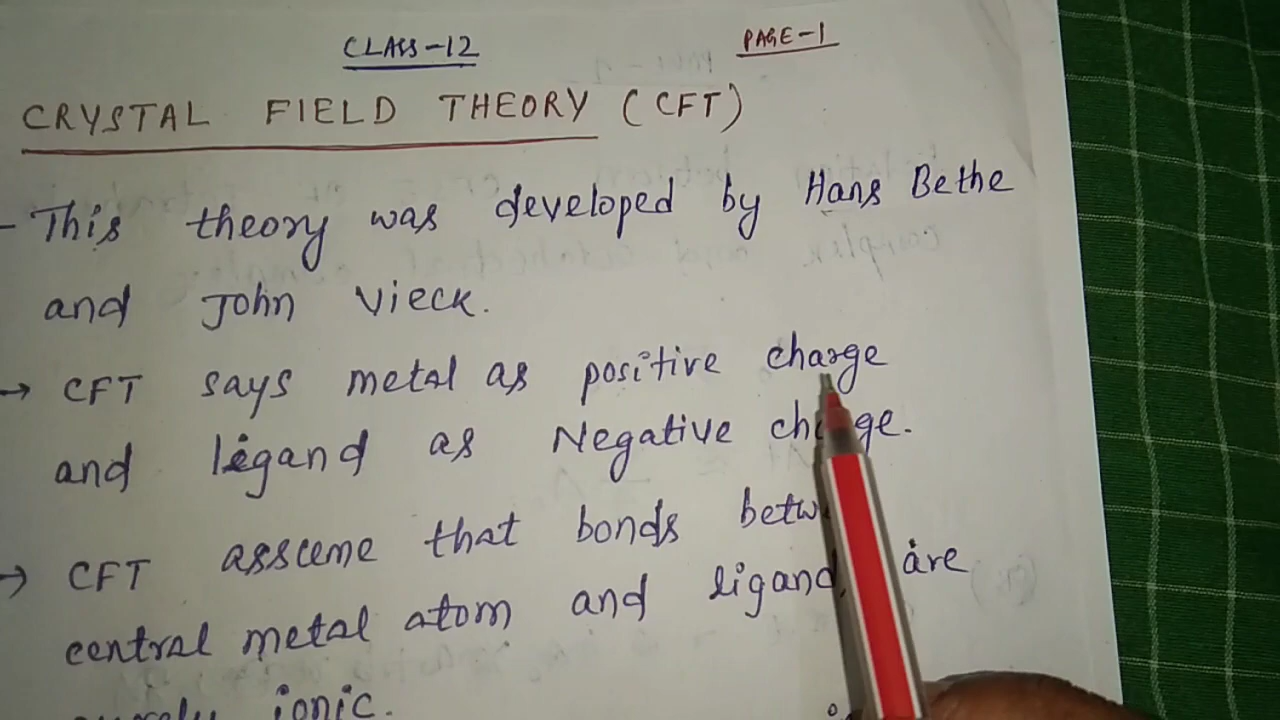 CLASS-12
PAGE-1
CRYSTAL FIELD THEORY (CFT)
- This theory was developed by Hans Bethe
and John Vieck.
→ CFT says metal as positive charge
and ligand as Negative charge.
→ CFT assume that bonds
central metal atom and ligand are
ionic.